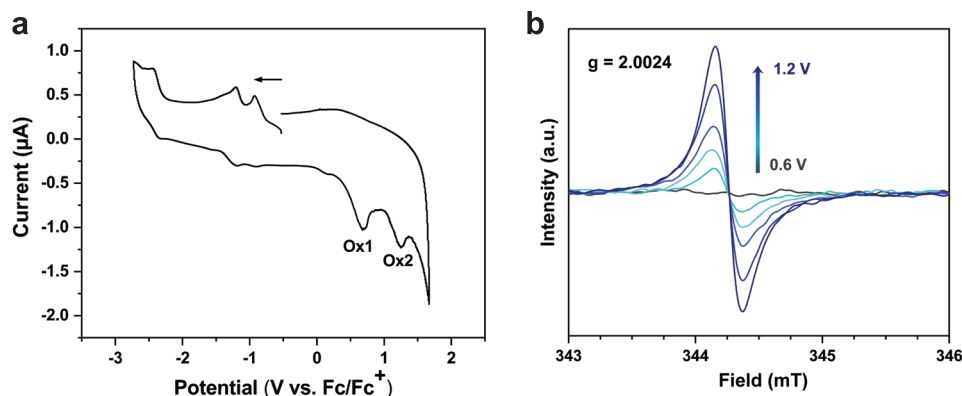 a
1.0
0.5
0.0
-0.5
-1.0
-1.5
-2.0
Current (µA)
Ox1
Ox2
-3
-2
-1
0
1
2
Potential (V vs. Fc/Fc⁺)
b
g = 2.0024
1.2 V
0.6 V
Intensity (a.u.)
343
344
345
346
Field (mT)